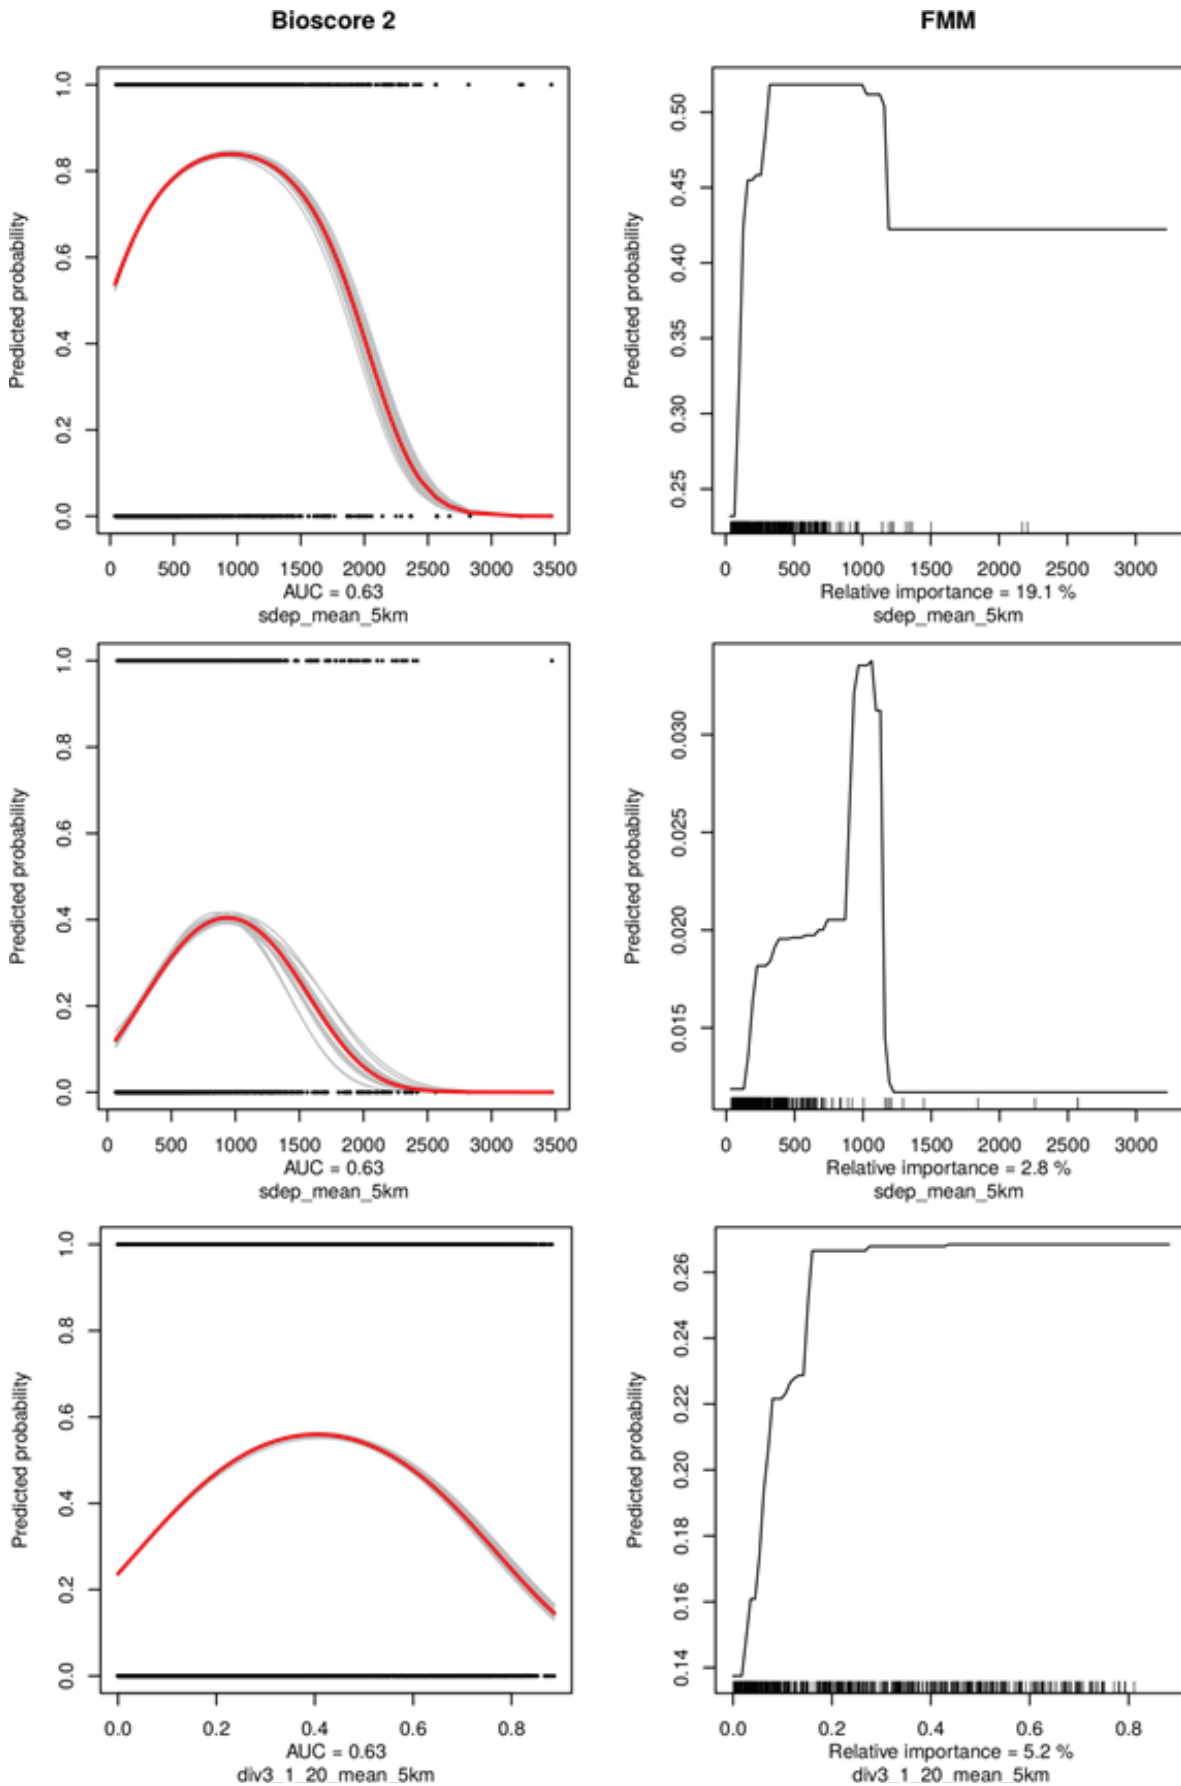 Bioscore 2
FMM
Predicted probability
0.0 0.2 0.4 0.6 0.8 1.0
0 500 1000 1500 2000 2500 3000 3500
AUC = 0.63
sdep_mean_5km
Predicted probability
0.25 0.30 0.35 0.40 0.45 0.50
0 500 1000 1500 2000 2500 3000
Relative importance = 19.1 %
sdep_mean_5km
Predicted probability
0.0 0.2 0.4 0.6 0.8 1.0
0 500 1000 1500 2000 2500 3000 3500
AUC = 0.63
sdep_mean_5km
Predicted probability
0.015 0.020 0.025 0.030
0 500 1000 1500 2000 2500 3000
Relative importance = 2.8 %
sdep_mean_5km
Predicted probability
0.0 0.2 0.4 0.6 0.8 1.0
0.0 0.2 0.4 0.6 0.8
AUC = 0.63
div3_1_20_mean_5km
Predicted probability
0.14 0.16 0.18 0.20 0.22 0.24 0.26
0.0 0.2 0.4 0.6 0.8
Relative importance = 5.2 %
div3_1_20_mean_5km